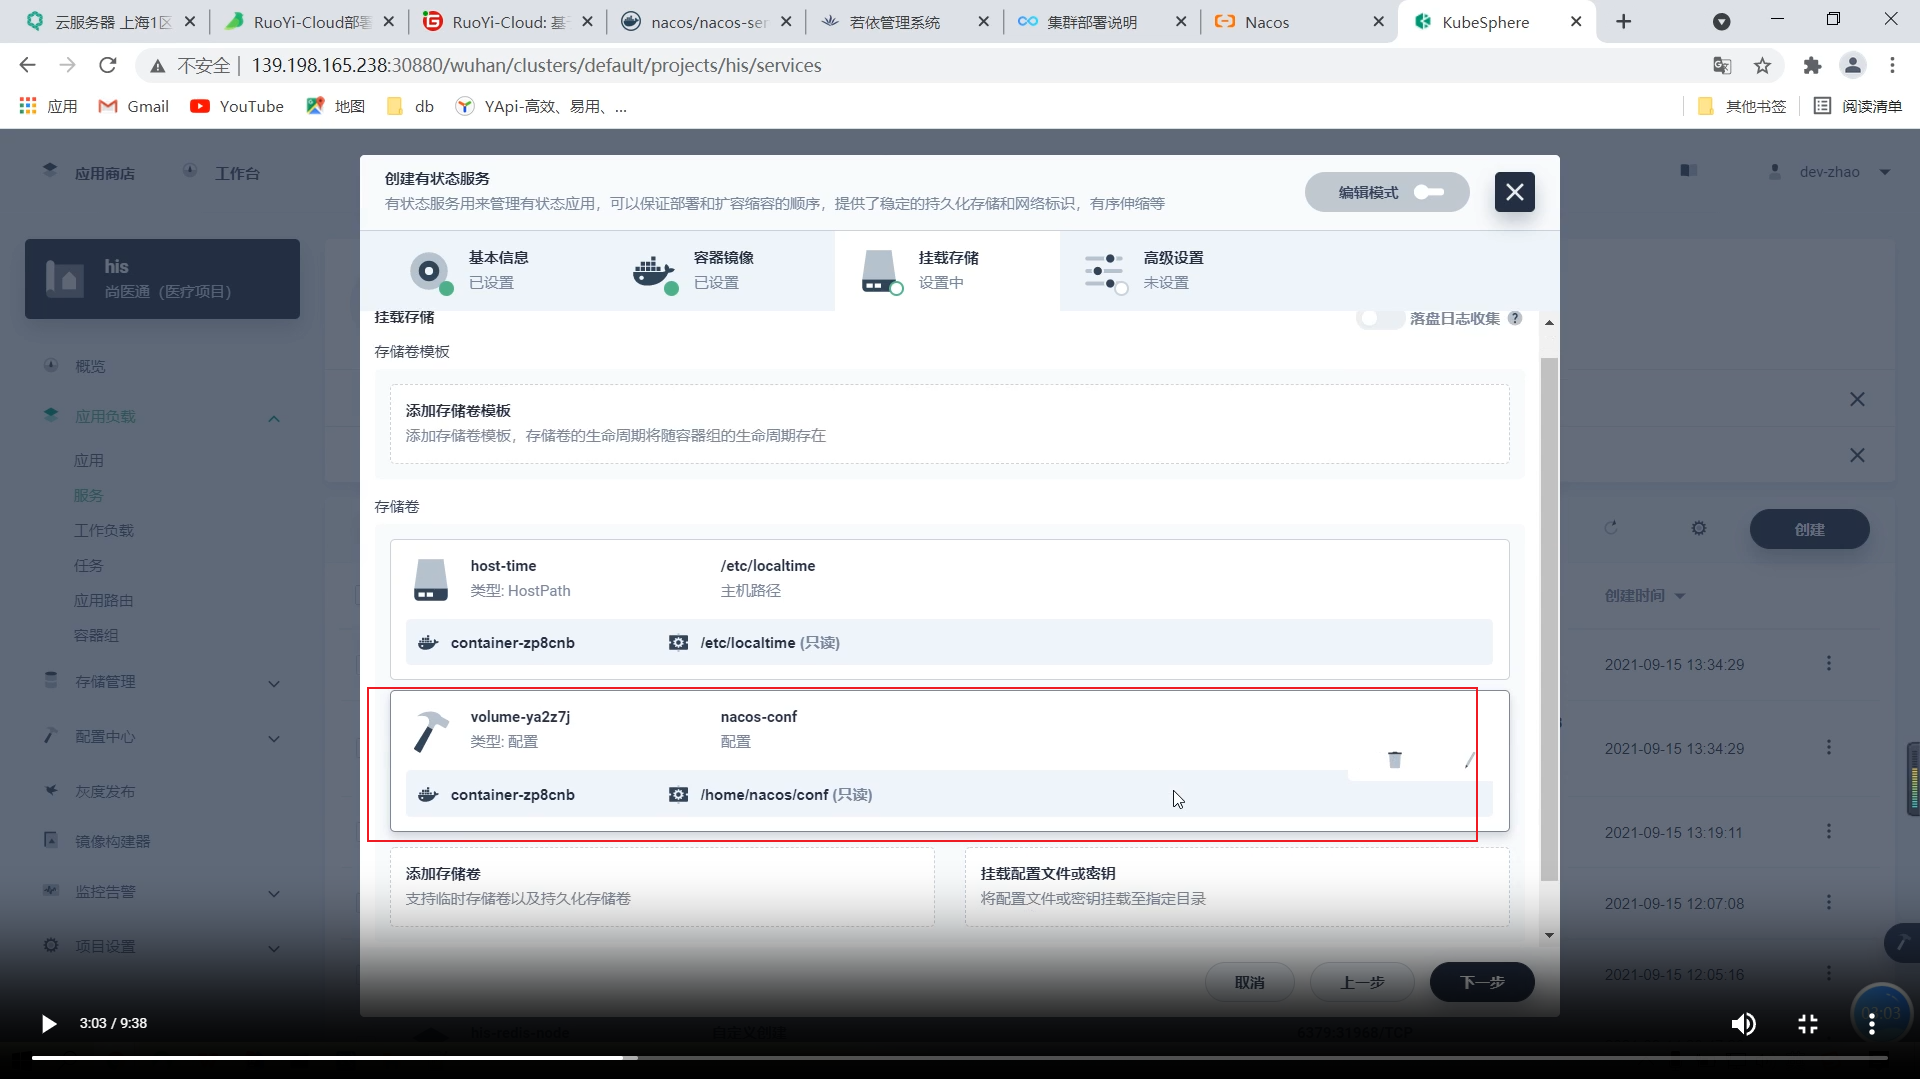 云服务器 上海1区
RuoYi-Cloud部署
RuoYi-Cloud: 基于
nacos/nacos-ser
若依管理系统
集群部署说明
Nacos
KubeSphere
不安全
139.198.165.238:30880/wuhan/clusters/default/projects/his/services
应用
Gmail
YouTube
地图
db
YApi-高效、易用、...
其他书签
阅读清单
应用商店
工作台
dev-zhao
his
尚医通（医疗项目）
概览
应用负载
应用
服务
工作负载
任务
应用路由
容器组
存储管理
配置中心
灰度发布
镜像构建器
监控告警
项目设置
创建有状态服务
有状态服务用来管理有状态应用，可以保证部署和扩容缩容的顺序，提供了稳定的持久化存储和网络标识，有序伸缩等
编辑模式
基本信息
已设置
容器镜像
已设置
挂载存储
设置中
高级设置
未设置
挂载存储
落盘日志收集
存储卷模板
添加存储卷模板
添加存储卷模板，存储卷的生命周期将随容器组的生命周期存在
存储卷
host-time
/etc/localtime
类型: HostPath
主机路径
container-zp8cnb
/etc/localtime (只读)
volume-ya2z7j
nacos-conf
类型: 配置
配置
container-zp8cnb
/home/nacos/conf (只读)
添加存储卷
支持临时存储卷以及持久化存储卷
挂载配置文件或密钥
将配置文件或密钥挂载至指定目录
取消
上一步
下一步
创建
创建时间
2021-09-15 13:34:29
2021-09-15 13:34:29
2021-09-15 13:19:11
2021-09-15 12:07:08
2021-09-15 12:05:16
his-redis-node
自定义创建
6379:31968/TCP
3:03 / 9:38
03:03